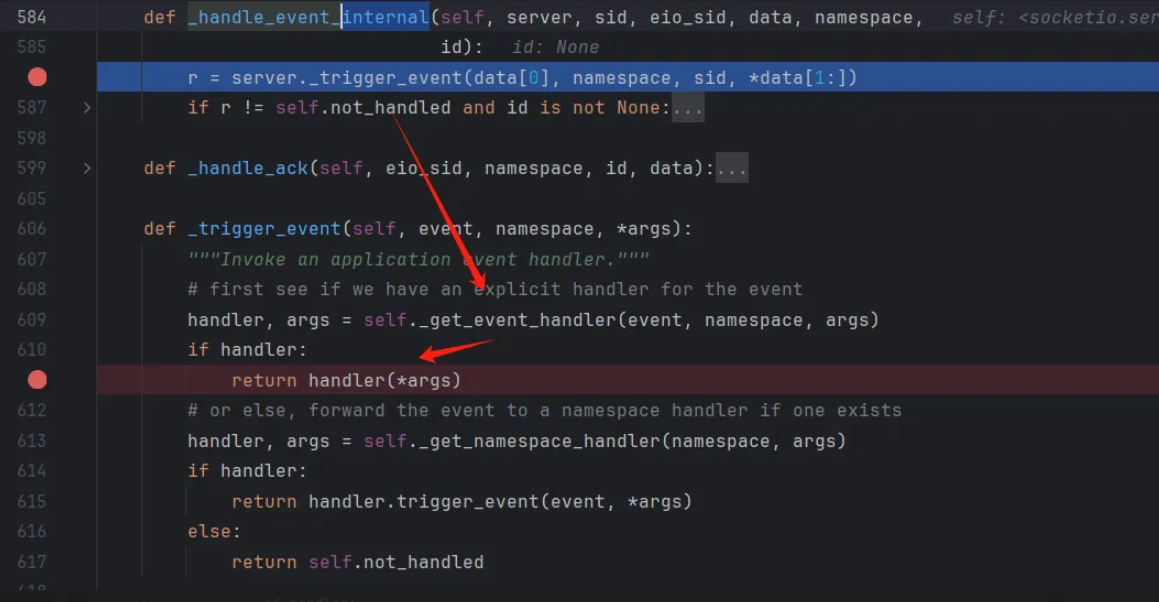 584 def _handle_event_internal(self, server, sid, eio_sid, data, namespace, self: <socketio.ser
585 id): id: None
r = server._trigger_event(data[0], namespace, sid, *data[1:])
587 if r != self.not_handled and id is not None:...
598
599 def _handle_ack(self, eio_sid, namespace, id, data):...
605
606 def _trigger_event(self, event, namespace, *args):
607 """Invoke an application event handler."""
608 # first see if we have an explicit handler for the event
609 handler, args = self._get_event_handler(event, namespace, args)
610 if handler:
return handler(*args)
612 # or else, forward the event to a namespace handler if one exists
613 handler, args = self._get_namespace_handler(namespace, args)
614 if handler:
615 return handler.trigger_event(event, *args)
616 else:
617 return self.not_handled